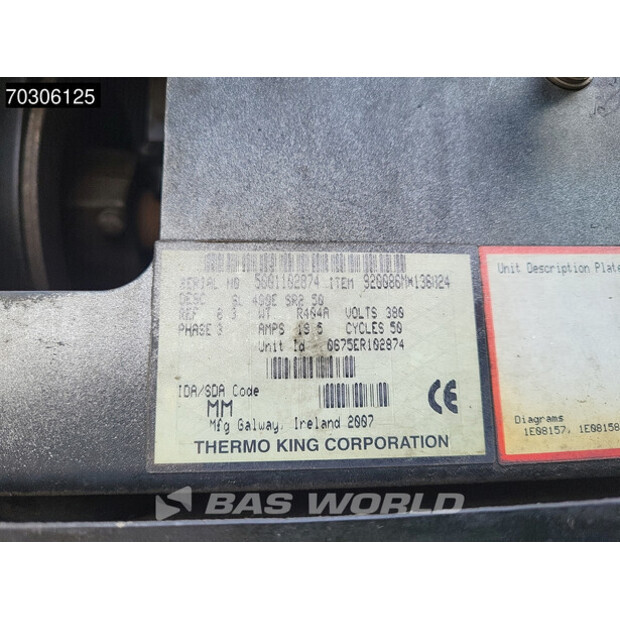 70306125
SERIAL NO 5001102874 ITEM 920086MW136W24
DESC SL 400E SR2 50
REF 8 3 WT R404A VOLTS 380
PHASE 3 AMPS 19 5 CYCLES 50
Unit Id 0675ER102874
IDA/SDA Code
MM
Mfg Galway, Ireland 2007
THERMO KING CORPORATION
CE
Unit Description Plate
Diagrams
1E08157, 1E08158
BAS WORLD